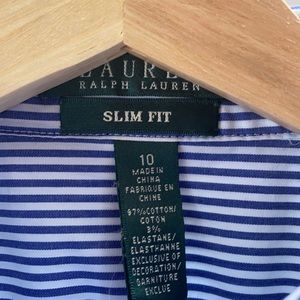 LAUREN
RALPH LAUREN
SLIM FIT
10
MADE IN
CHINA
FABRIQUE EN
CHINE
97%COTTON/
COTON
3%
ELASTANE/
ELASTHANNE
EXCLUSIVE OF
DECORATION/
GARNITURE
EXCLUE